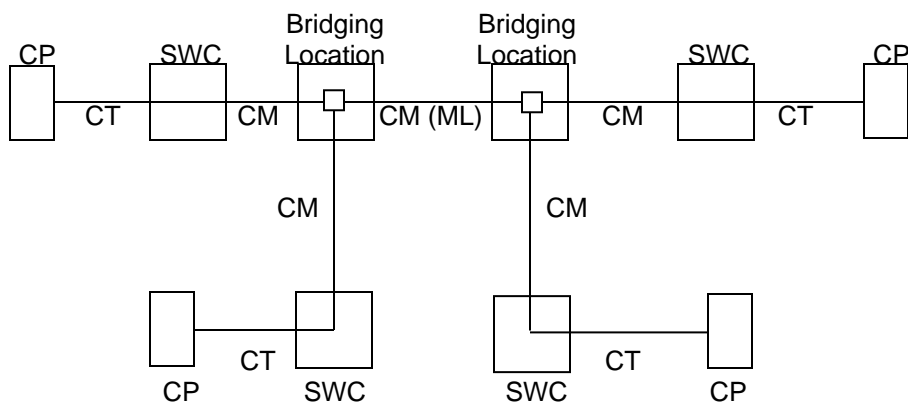 Bridging Bridging
CP SWC Location Location SWC CP
CT CM CM (ML) CM CT
CM CM
CT CT
CP SWC SWC CP